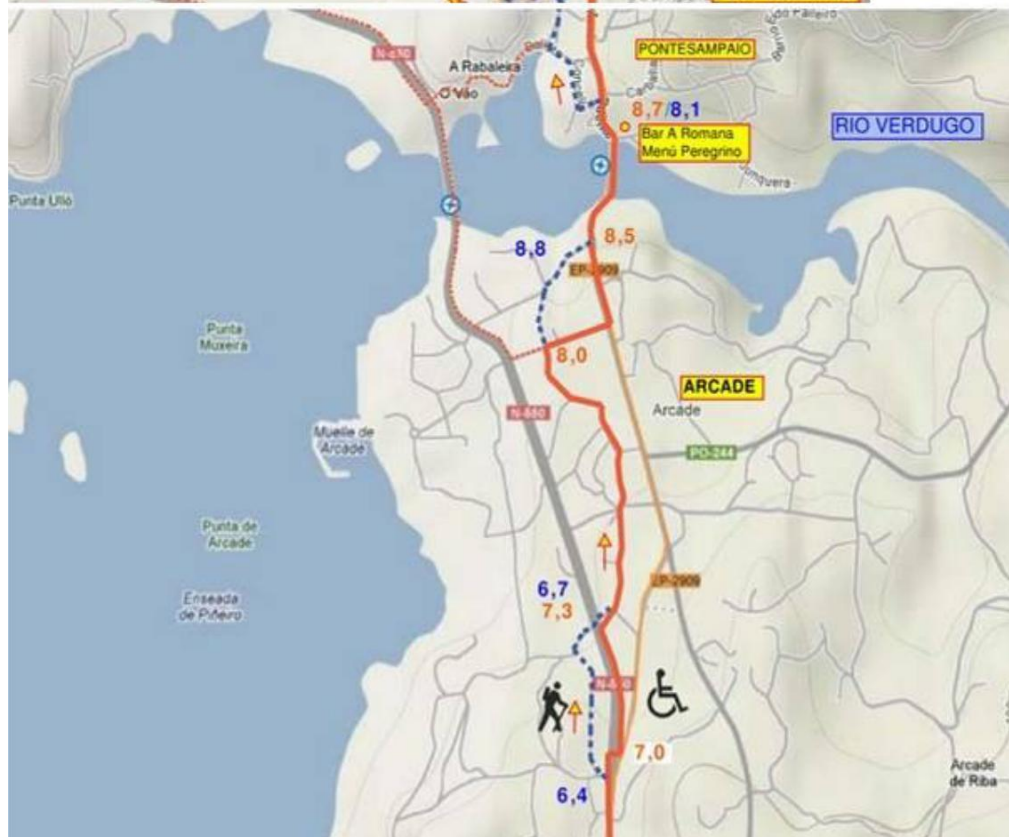 N-550
A Rabaleira
O Vao
PONTESAMPAIO
8,7/8,1
Bar A Romana
Menú Peregrino
RIO VERDUGO
Punta Ulló
8,8
8,5
EP-2909
Punta
Muxeira
8,0
ARCADE
Arcade
N-550
Muelle de
Arcade
PO-244
Punta de
Arcade
Enseada
de Piñeiro
6,7
7,3
EP-2909
N-550
7,0
6,4
Arcade
de Riba